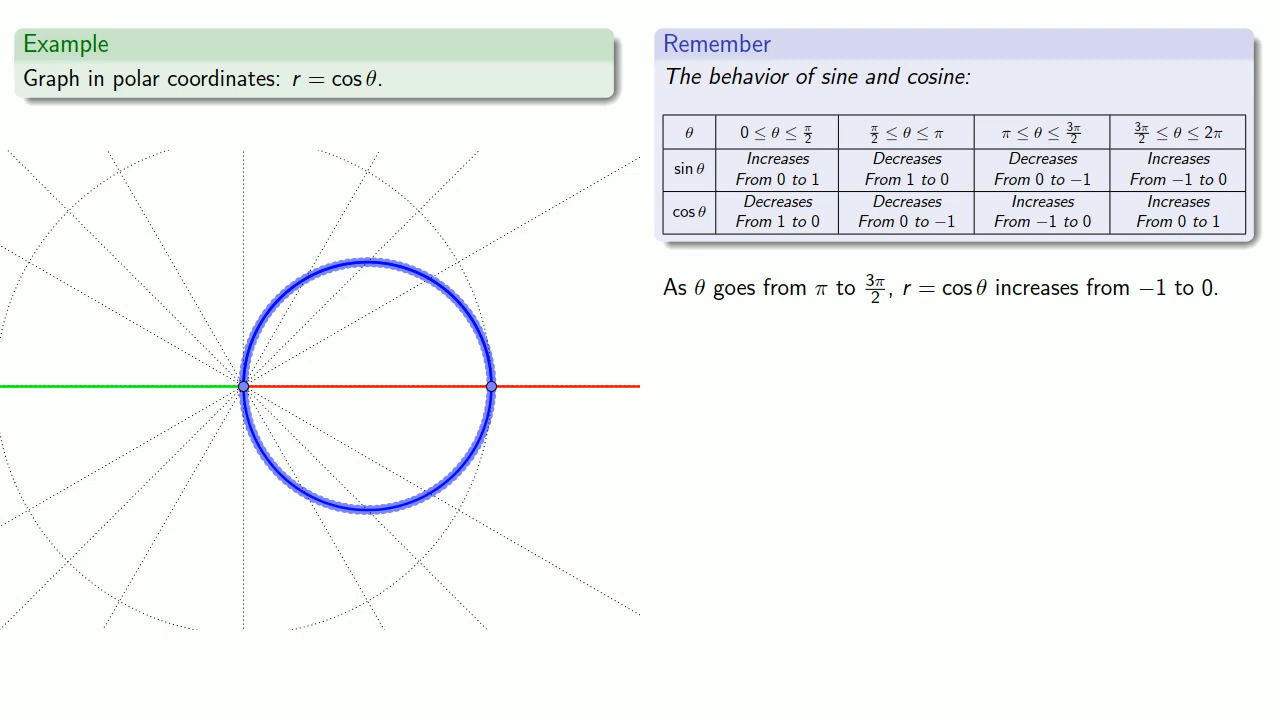 Example
Graph in polar coordinates: r = cos θ.
Remember
The behavior of sine and cosine:
θ 0 ≤ θ ≤ π/2 π/2 ≤ θ ≤ π π ≤ θ ≤ 3π/2 3π/2 ≤ θ ≤ 2π
sin θ Increases From 0 to 1 Decreases From 1 to 0 Decreases From 0 to −1 Increases From −1 to 0
cos θ Decreases From 1 to 0 Decreases From 0 to −1 Increases From −1 to 0 Increases From 0 to 1
As θ goes from π to 3π/2, r = cos θ increases from −1 to 0.